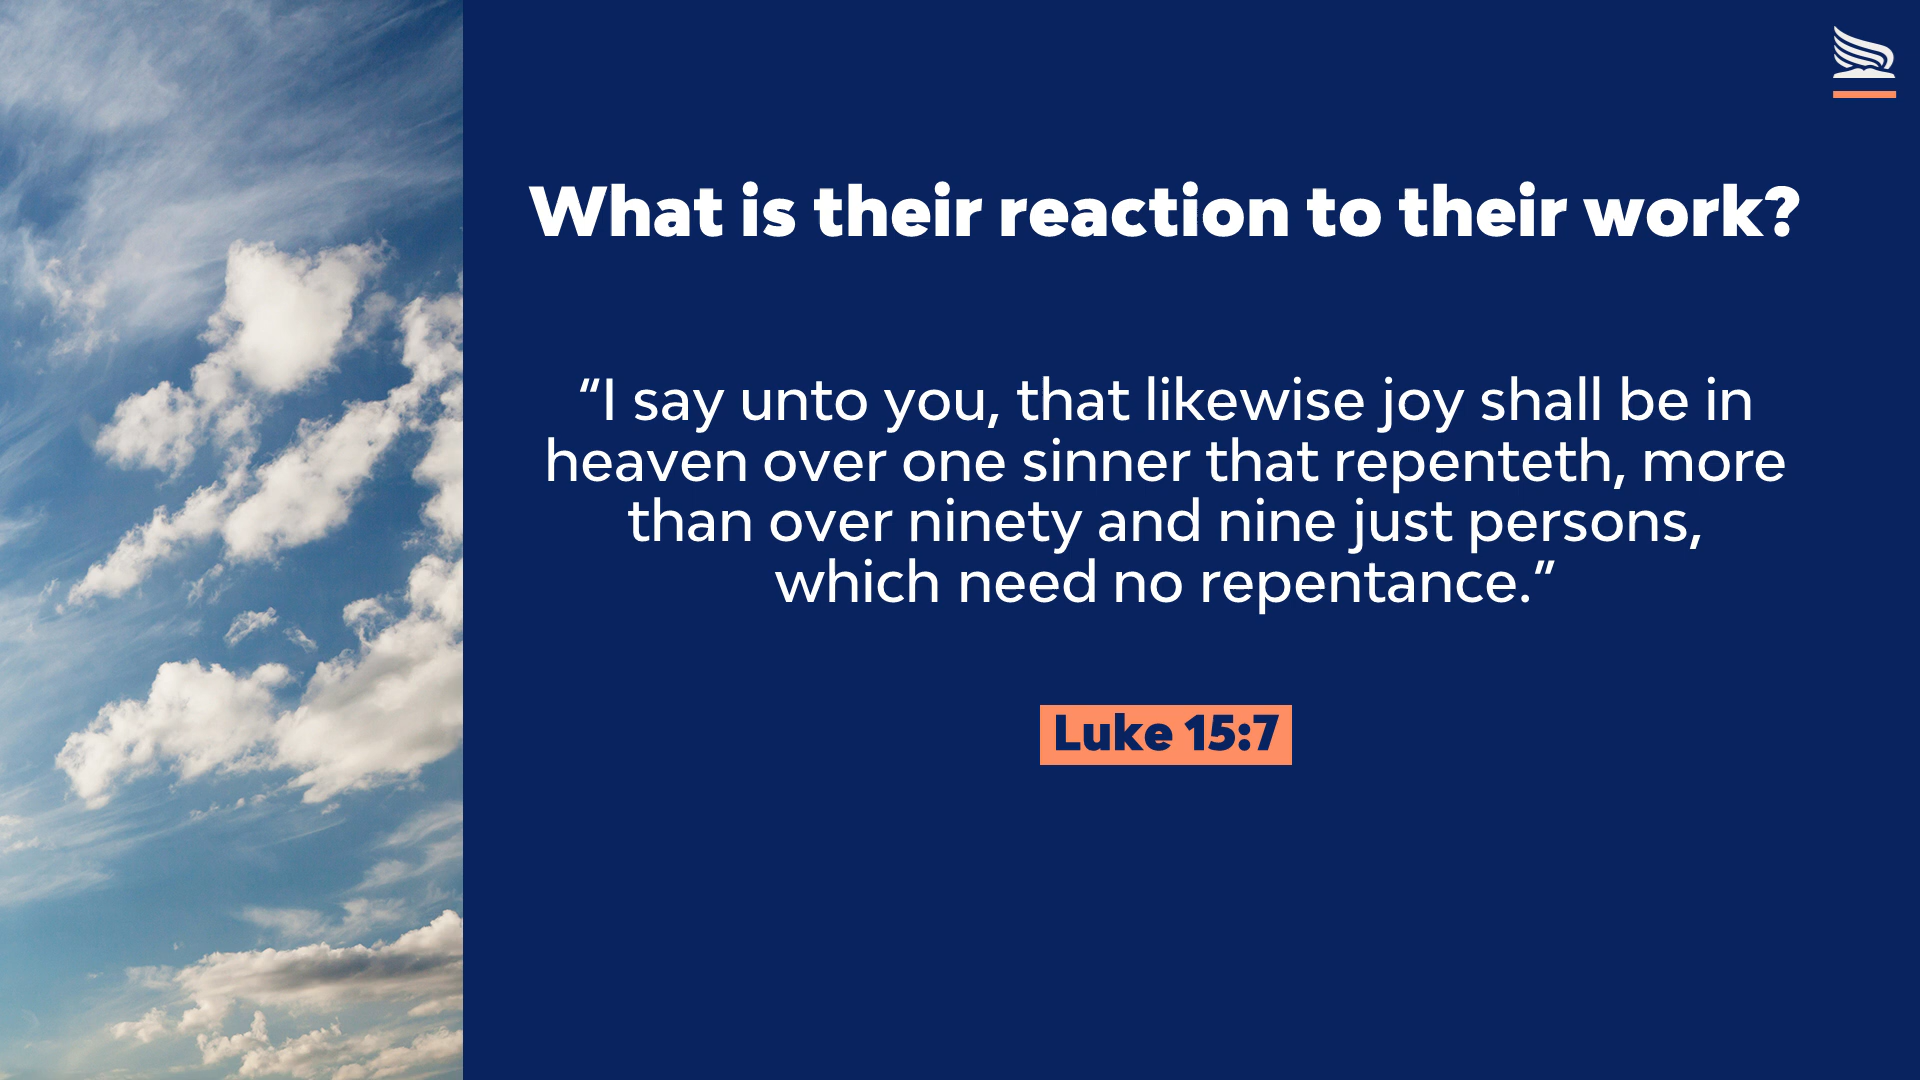 What is their reaction to their work?
“I say unto you, that likewise joy shall be in
heaven over one sinner that repenteth, more
than over ninety and nine just persons,
which need no repentance.”
Luke 15:7